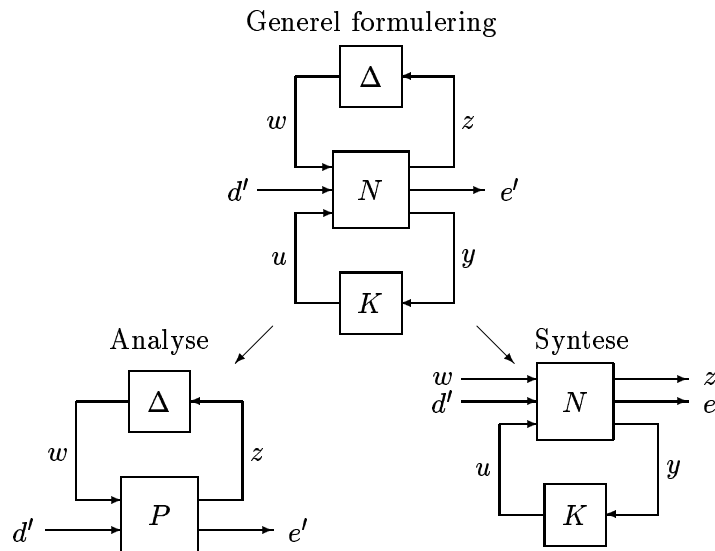 Generel formulering
Δ
w z
d′ N e′
u y
K
Analyse
Δ
w z
d′ P e′
Syntese
w z
d′ N e
u y
K